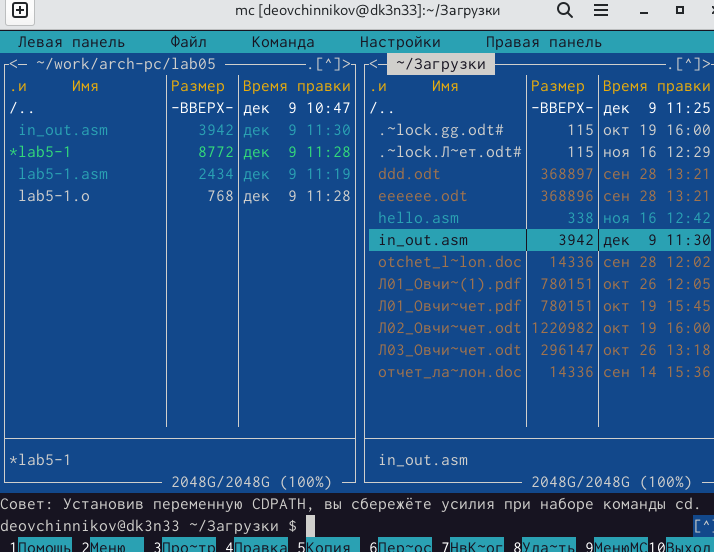 mc [deovchinnikov@dk3n33]:~/Загрузки
Левая панель Файл Команда Настройки Правая панель
<— ~/work/arch-pc/lab05 .[^]> <— ~/Загрузки .[^]>
.и Имя Размер Время правки .и Имя Размер Время правки
/.. -ВВЕРХ- дек 9 10:47 /.. -ВВЕРХ- дек 9 11:25
in_out.asm 3942 дек 9 11:30 .~lock.gg.odt# 115 окт 19 16:00
*lab5-1 8772 дек 9 11:28 .~lock.Л~ет.odt# 115 ноя 16 12:29
lab5-1.asm 2434 дек 9 11:19 ddd.odt 368897 сен 28 13:21
lab5-1.o 768 дек 9 11:28 eeeeee.odt 368896 сен 28 13:21
hello.asm 338 ноя 16 12:42
in_out.asm 3942 дек 9 11:30
otchet_l~lon.doc 14336 сен 28 12:02
Л01_Овчи~(1).pdf 780151 окт 26 12:05
Л01_Овчи~чет.pdf 780151 окт 19 15:45
Л02_Овчи~чет.odt 1220982 окт 19 16:00
Л03_Овчи~чет.odt 296147 окт 26 13:18
отчет_ла~лон.doc 14336 сен 14 15:36
*lab5-1 in_out.asm
2048G/2048G (100%) 2048G/2048G (100%)
Совет: Установив переменную CDPATH, вы сбережёте усилия при наборе команды cd.
deovchinnikov@dk3n33 ~/Загрузки $ [^]
1Помощь 2Меню 3Про~тр 4Правка 5Копия 6Пер~ос 7НвК~ог 8Уда~ть 9МенюMC 10Выход